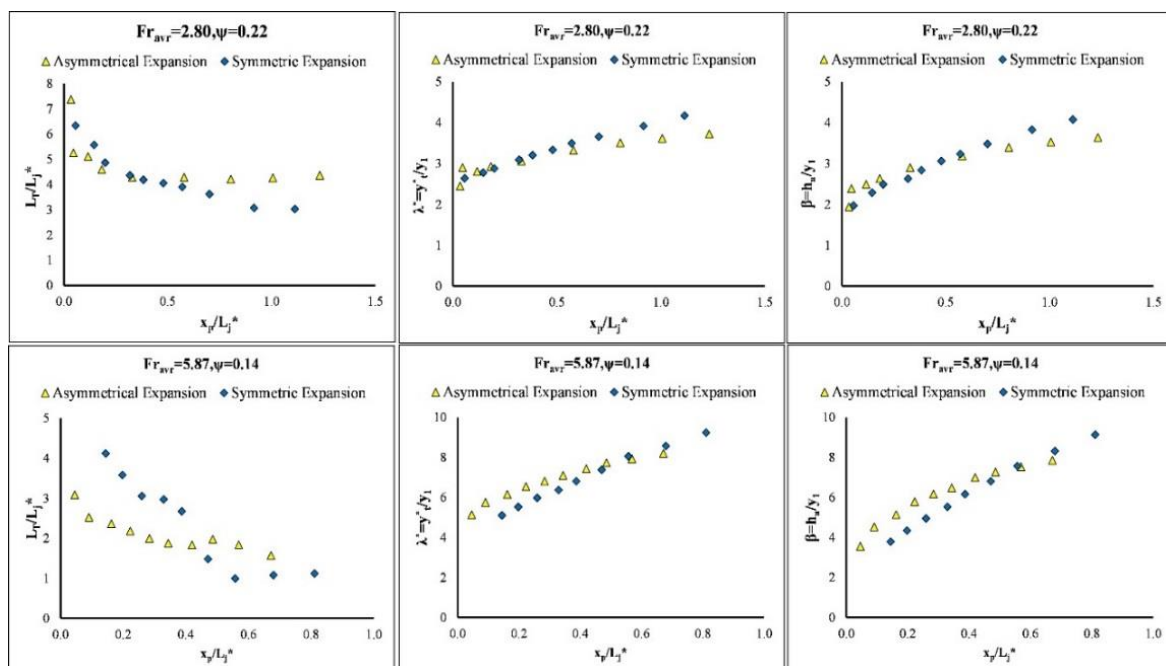 Fr_avr=2.80,ψ=0.22
Asymmetrical Expansion Symmetric Expansion
L_r/L_j*
8
7
6
5
4
3
2
1
0
0.0 0.5 1.0 1.5
x_p/L_j*
Fr_avr=2.80,ψ=0.22
Asymmetrical Expansion Symmetric Expansion
5
4
3
2
1
0
0.0 0.5 1.0 1.5
x_p/L_j*
Fr_avr=2.80,ψ=0.22
Asymmetrical Expansion Symmetric Expansion
5
4
3
2
1
0
0.0 0.5 1.0 1.5
x_p/L_j*
Fr_avr=5.87,ψ=0.14
Asymmetrical Expansion Symmetric Expansion
L_r/L_j*
5
4
3
2
1
0
0.0 0.2 0.4 0.6 0.8 1.0
x_p/L_j*
Fr_avr=5.87,ψ=0.14
Asymmetrical Expansion Symmetric Expansion
10
8
6
4
2
0
0.0 0.2 0.4 0.6 0.8 1.0
x_p/L_j*
Fr_avr=5.87,ψ=0.14
Asymmetrical Expansion Symmetric Expansion
10
8
6
4
2
0
0.0 0.2 0.4 0.6 0.8 1.0
x_p/L_j*